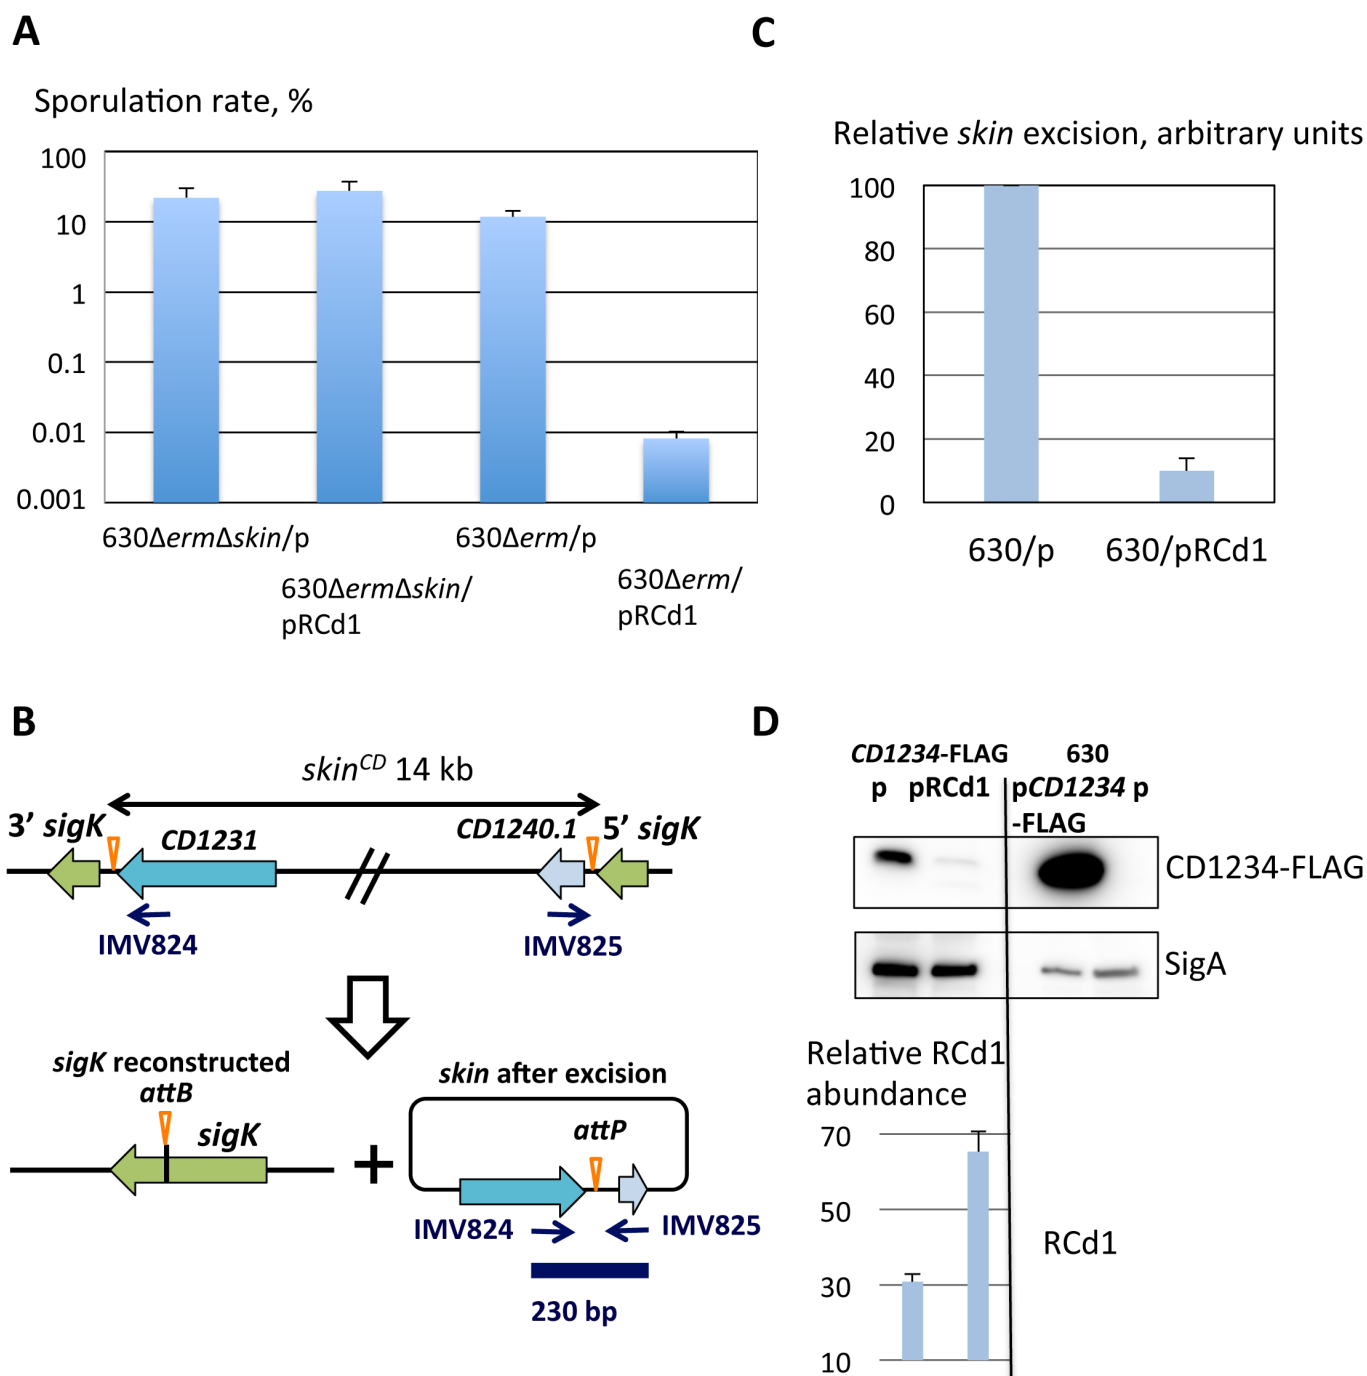 A
Sporulation rate, %
100
10
1
0.1
0.01
0.001
630ΔermΔskin/p
630ΔermΔskin/
pRCd1
630Δerm/p
630Δerm/
pRCd1
C
Relative skin excision, arbitrary units
100
80
60
40
20
0
630/p
630/pRCd1
B
skinCD 14 kb
3’ sigK
CD1231
CD1240.1
5’ sigK
IMV824
IMV825
sigK reconstructed
attB
sigK
+
skin after excision
attP
IMV824
IMV825
230 bp
D
CD1234-FLAG
p pRCd1
630
pCD1234 p
-FLAG
CD1234-FLAG
SigA
Relative RCd1
abundance
70
50
30
10
RCd1